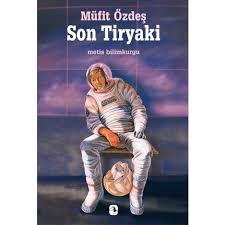 Müfit Özdeş
Son Tiryaki
metis bilimkurgu